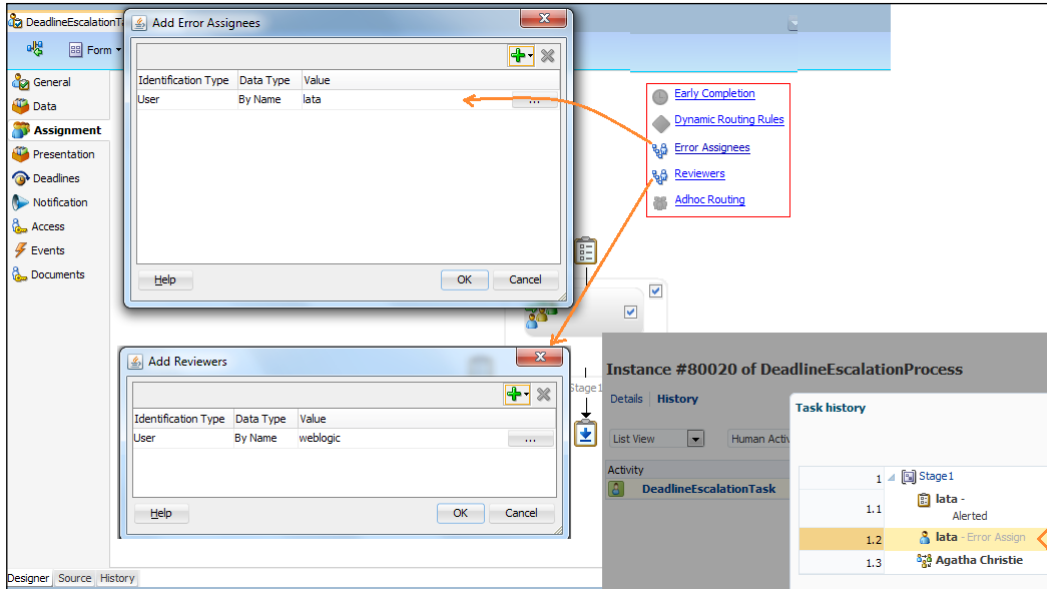 DeadlineEscalationT
Form
General
Data
Assignment
Presentation
Deadlines
Notification
Access
Events
Documents
Add Error Assignees
Identification Type Data Type Value
User By Name lata ...
Help OK Cancel
Early Completion
Dynamic Routing Rules
Error Assignees
Reviewers
Adhoc Routing
Add Reviewers
Identification Type Data Type Value
User By Name weblogic ...
Help OK Cancel
Stage1
Instance #80020 of DeadlineEscalationProcess
Details History
List View Human Activ
Activity
DeadlineEscalationTask
Task history
1 Stage1
1.1 lata -
Alerted
1.2 lata - Error Assign
1.3 Agatha Christie
Designer Source History